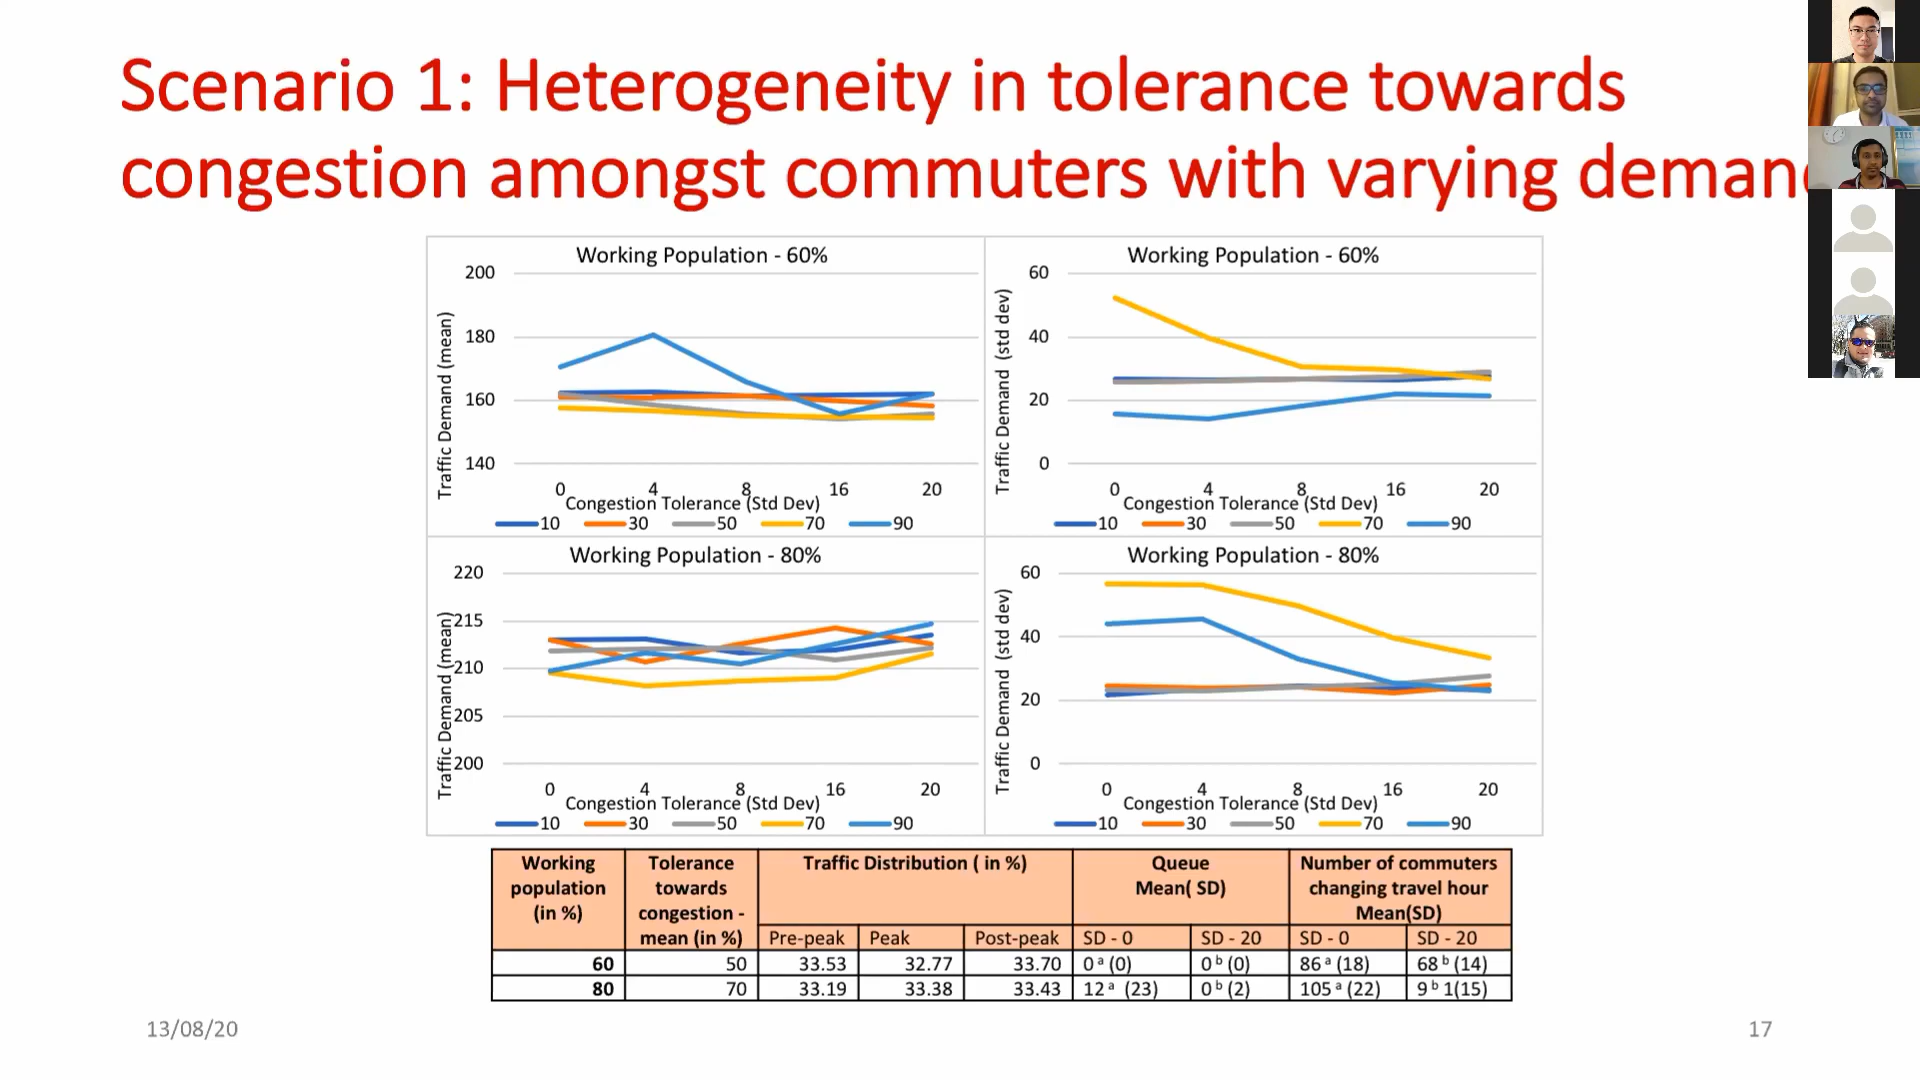 Scenario 1: Heterogeneity in tolerance towards
congestion amongst commuters with varying deman
Working Population - 60%
Traffic Demand (mean)
200
180
160
140
0 4 8 16 20
Congestion Tolerance (Std Dev)
10 30 50 70 90
Working Population - 60%
Traffic Demand (std dev)
60
40
20
0
0 4 8 16 20
Congestion Tolerance (Std Dev)
10 30 50 70 90
Working Population - 80%
Traffic Demand (mean)
220
215
210
205
200
0 4 8 16 20
Congestion Tolerance (Std Dev)
10 30 50 70 90
Working Population - 80%
Traffic Demand (std dev)
60
40
20
0
0 4 8 16 20
Congestion Tolerance (Std Dev)
10 30 50 70 90
Working population (in %) Tolerance towards congestion - mean (in %) Traffic Distribution ( in %) Queue Mean( SD) Number of commuters changing travel hour Mean(SD)
Pre-peak Peak Post-peak SD - 0 SD - 20 SD - 0 SD - 20
60 50 33.53 32.77 33.70 0 a (0) 0 b (0) 86 a (18) 68 b (14)
80 70 33.19 33.38 33.43 12 a (23) 0 b (2) 105 a (22) 9 b 1(15)
13/08/20
17